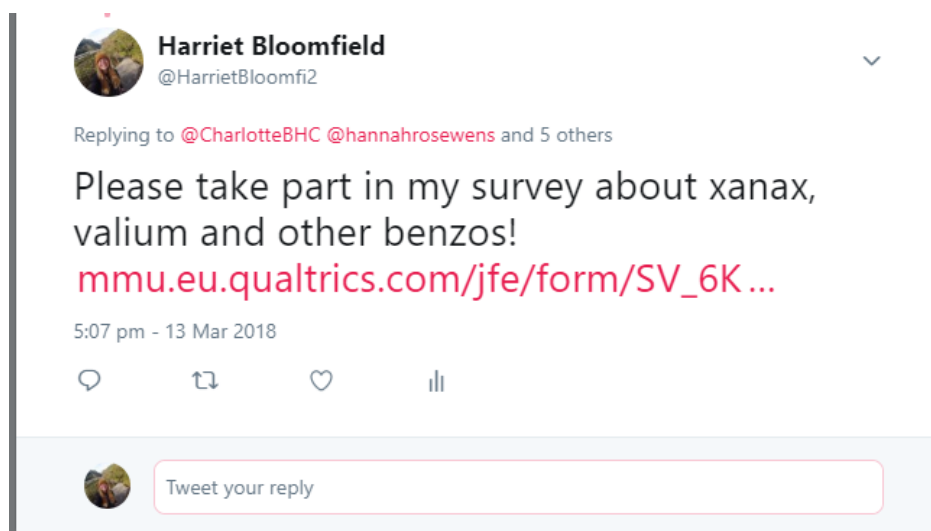 Harriet Bloomfield
@HarrietBloomfi2
Replying to @CharlotteBHC @hannahrosewens and 5 others
Please take part in my survey about xanax,
valium and other benzos!
mmu.eu.qualtrics.com/jfe/form/SV_6K...
5:07 pm - 13 Mar 2018
Tweet your reply